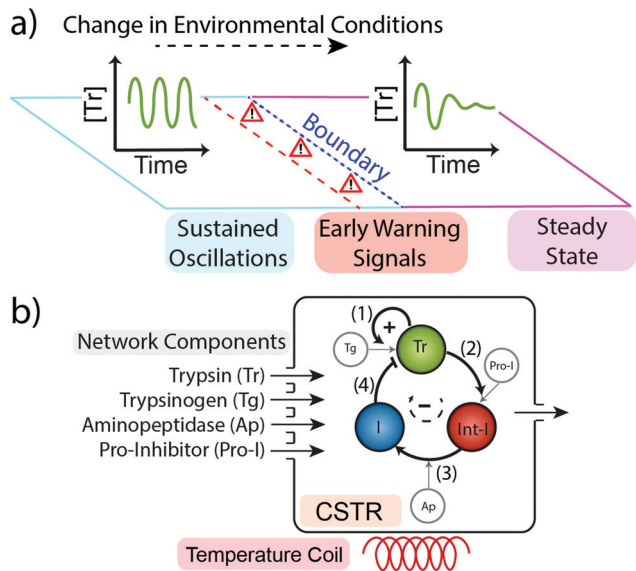 a)
Change in Environmental Conditions
[Tr]
Time
!
!
!
Boundary
[Tr]
Time
Sustained
Oscillations
Early Warning
Signals
Steady
State
b)
Network Components
Trypsin (Tr)
Trypsinogen (Tg)
Aminopeptidase (Ap)
Pro-Inhibitor (Pro-I)
(1)
+
Tg
Tr
(2)
Pro-I
(4)
–
I
Int-I
(3)
Ap
CSTR
Temperature Coil